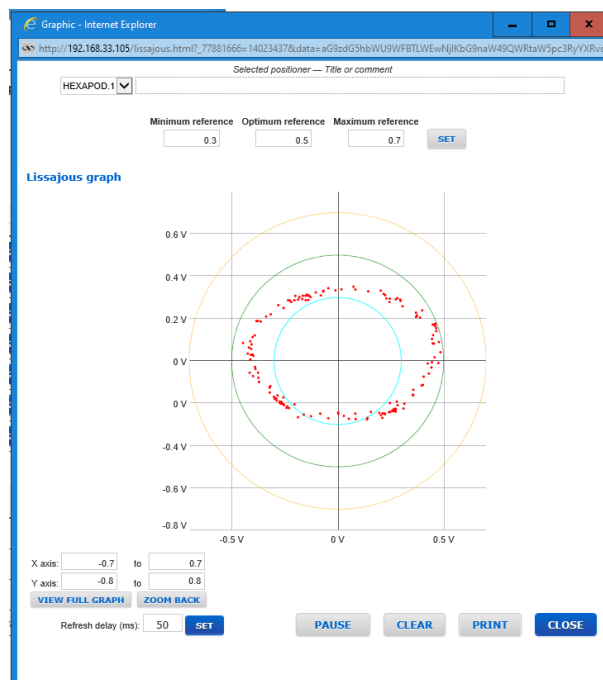 Graphic - Internet Explorer
http://192.168.33.105/lissajous.html?_77881666=14023437&data=aG9zdG5hbWU9WFBTLWEwNjlKbG9naW49QWRtaW5pc3RyYXRvc
Selected positioner — Title or comment
HEXAPOD.1
Minimum reference Optimum reference Maximum reference
0.3 0.5 0.7 SET
Lissajous graph
0.6 V
0.4 V
0.2 V
0 V
0 V
-0.4 V
-0.6 V
-0.8 V
-0.5 V 0 V 0.5 V
X axis: -0.7 to 0.7
Y axis: -0.8 to 0.8
VIEW FULL GRAPH ZOOM BACK
Refresh delay (ms): 50 SET PAUSE CLEAR PRINT CLOSE